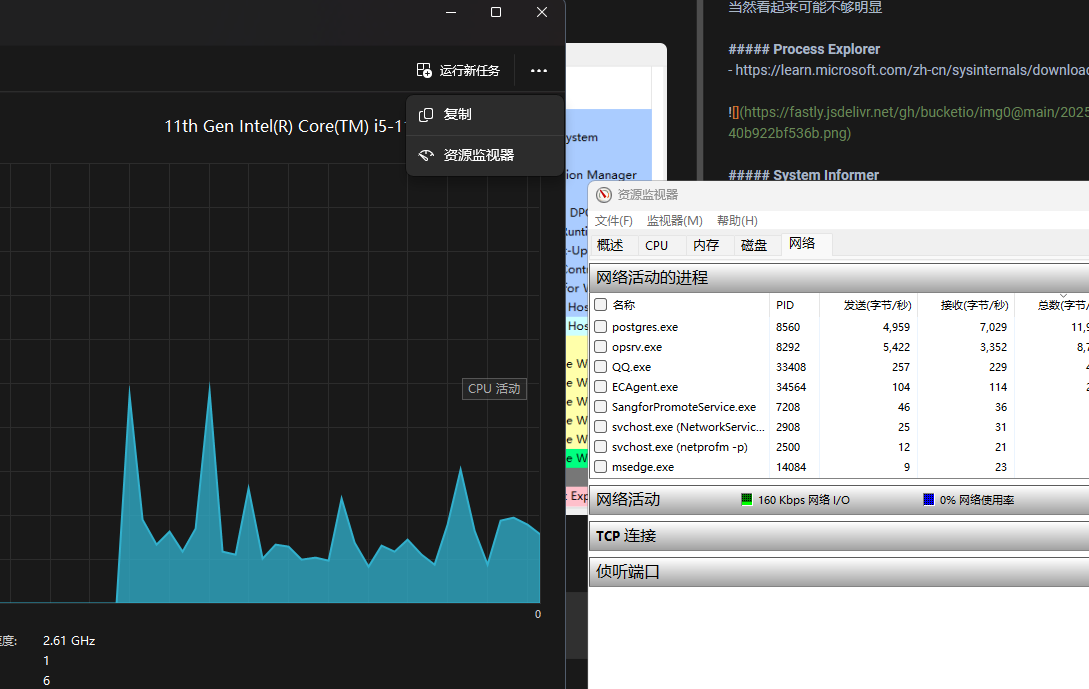 运行新任务
复制
资源监视器
11th Gen Intel(R) Core(TM) i5-1
CPU 活动
0
度:
2.61 GHz
1
6
ystem
ion Manager
DPC
Runti
t-Up
Cont
for W
Hos
Hos
e W
e W
e W
e W
e W
e W
t Exp
当然看起来可能不够明显
##### Process Explorer
- https://learn.microsoft.com/zh-cn/sysinternals/download
![](https://fastly.jsdelivr.net/gh/bucketio/img0@main/2025
40b922bf536b.png)
##### System Informer
资源监视器
文件(F) 监视器(M) 帮助(H)
概述 CPU 内存 磁盘 网络
网络活动的进程
名称 PID 发送(字节/秒) 接收(字节/秒) 总数(字节/
postgres.exe 8560 4,959 7,029 11,9
opsrv.exe 8292 5,422 3,352 8,7
QQ.exe 33408 257 229
ECAgent.exe 34564 104 114
SangforPromoteService.exe 7208 46 36
svchost.exe (NetworkServic... 2908 25 31
svchost.exe (netprofm -p) 2500 12 21
msedge.exe 14084 9 23
网络活动 160 Kbps 网络 I/O 0% 网络使用率
TCP 连接
侦听端口